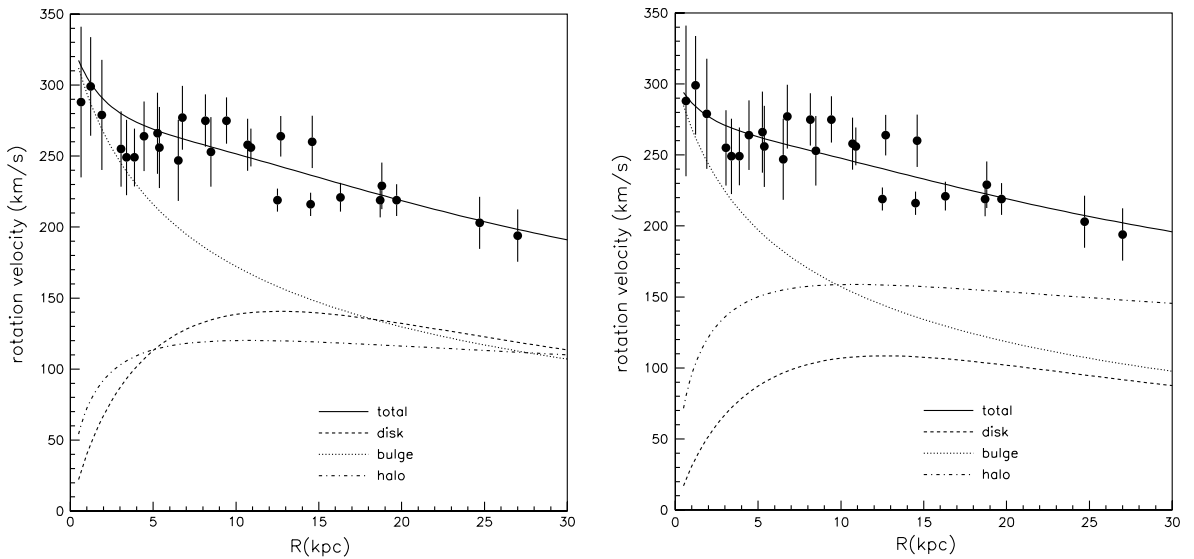 350
300
250
200
150
100
50
0
rotation velocity (km/s)
total
disk
bulge
halo
0 5 10 15 20 25 30
R(kpc)
350
300
250
200
150
100
50
0
rotation velocity (km/s)
total
disk
bulge
halo
0 5 10 15 20 25 30
R(kpc)